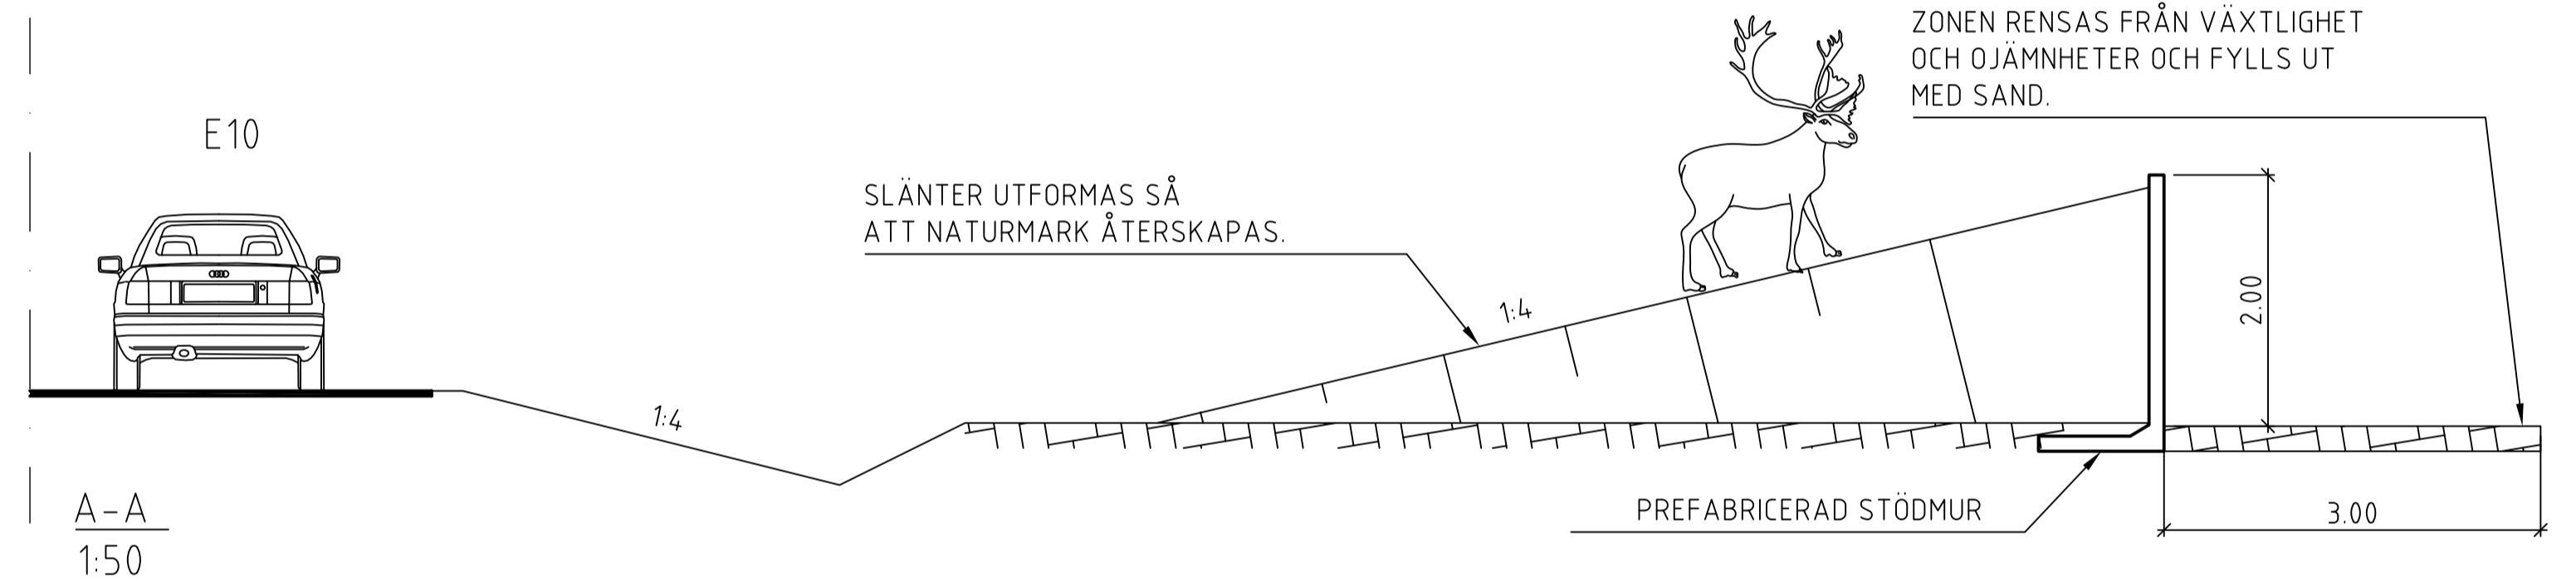 ZONEN RENSAS FRÅN VÄXTLIGHET
OCH OJÄMNHETER OCH FYLLS UT
MED SAND.
E10
SLÄNTER UTFORMAS SÅ
ATT NATURMARK ÅTERSKAPAS.
1:4
2.00
1:4
A-A
1:50
PREFABRICERAD STÖDMUR
3.00